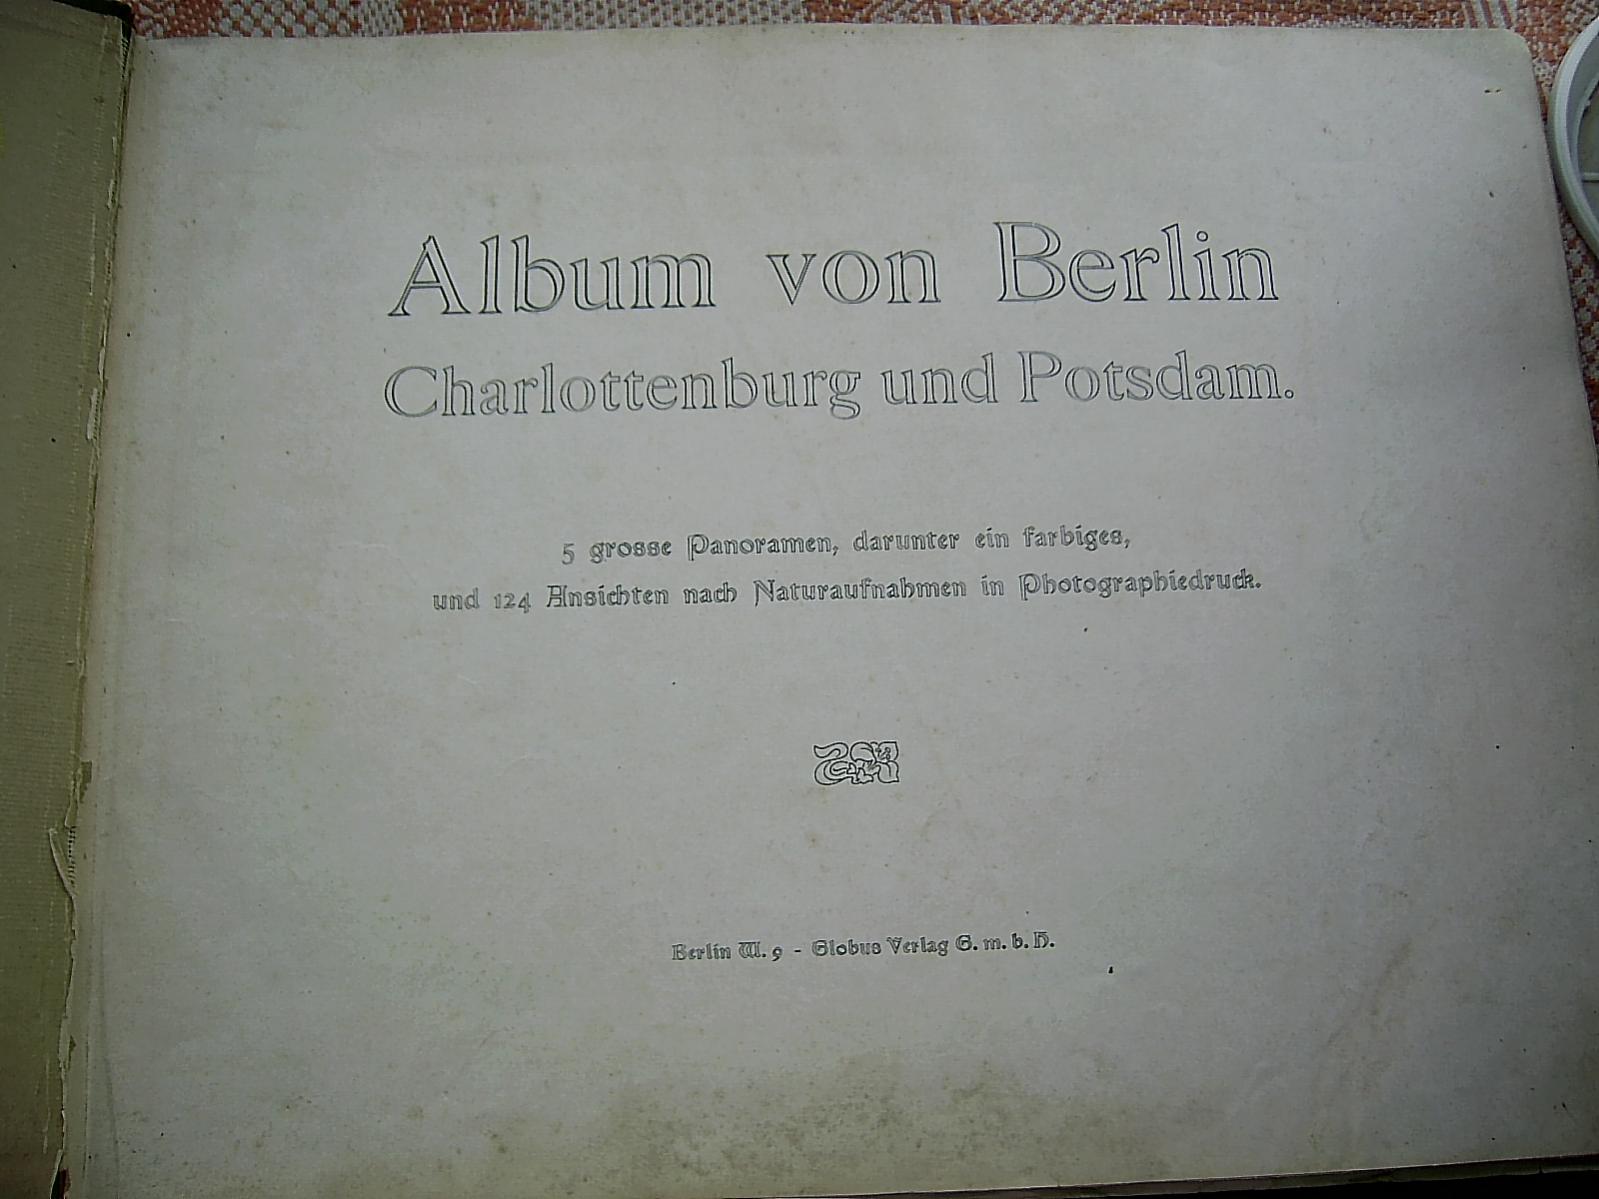 Album von Berlin
Charlottenburg und Potsdam.
5 grosse Panoramen, darunter ein farbiges,
und 124 Ansichten nach Naturaufnahmen in Photographiedruck.
Berlin W. 9 - Globus Verlag G. m. b. H.